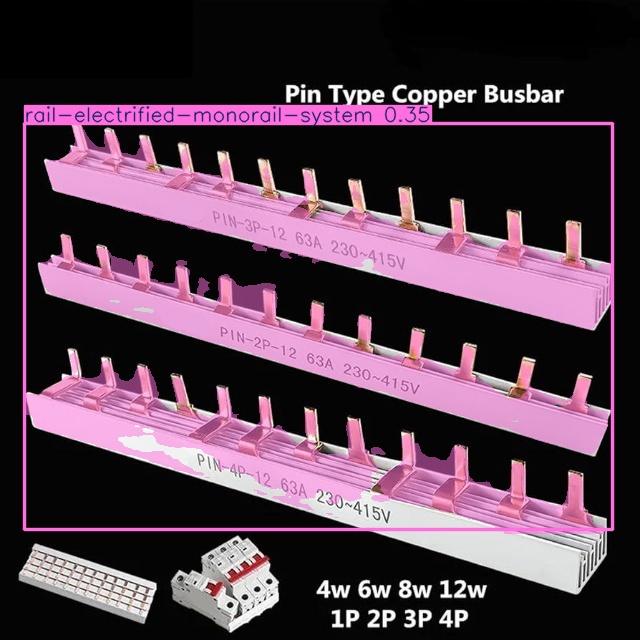 Pin Type Copper Busbar
rail-electrified-monorail-system 0.35
PIN-3P-12 63A 230~415V
PIN-2P-12 63A 230~415V
PIN-4P-12 63A 230~415V
4w 6w 8w 12w
1P 2P 3P 4P